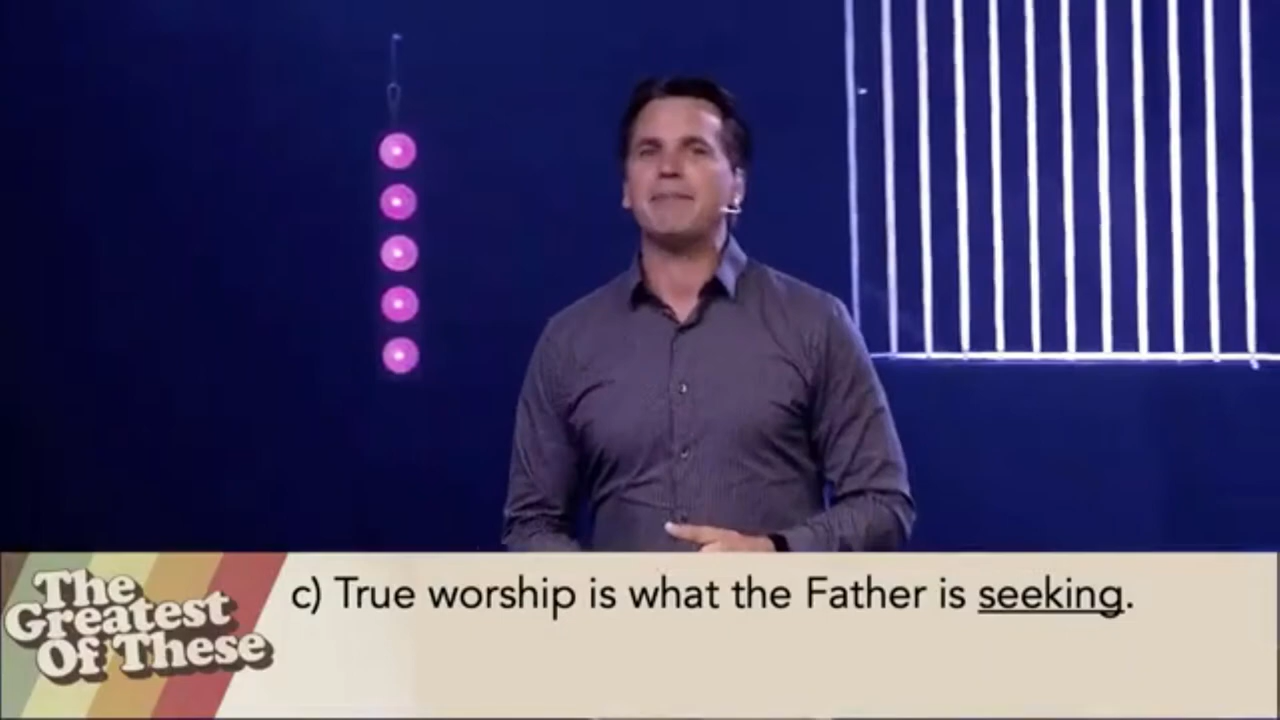 The
Greatest
Of These
c) True worship is what the Father is seeking.